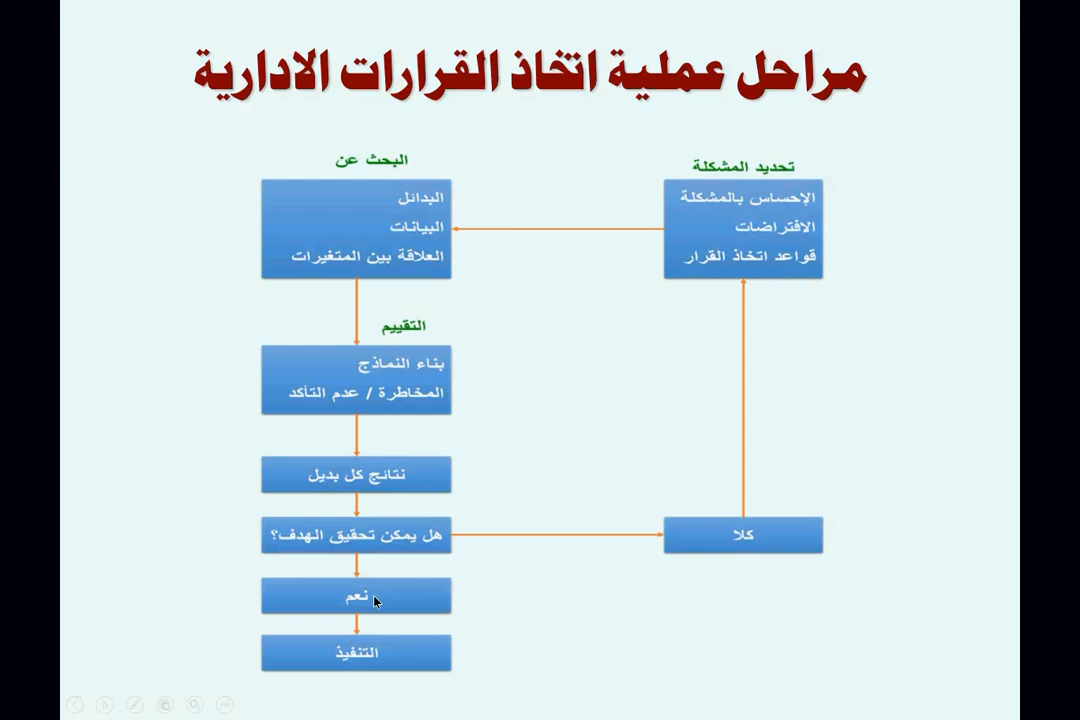 مراحل عملية اتخاذ القرارات الادارية
تحديد المشكلة
الإحساس بالمشكلة
الافتراضات
قواعد اتخاذ القرار
البحث عن
البدائل
البيانات
العلاقة بين المتغيرات
التقييم
بناء النماذج
المخاطرة / عدم التأكد
نتائج كل بديل
هل يمكن تحقيق الهدف؟
كلا
نعم
التنفيذ